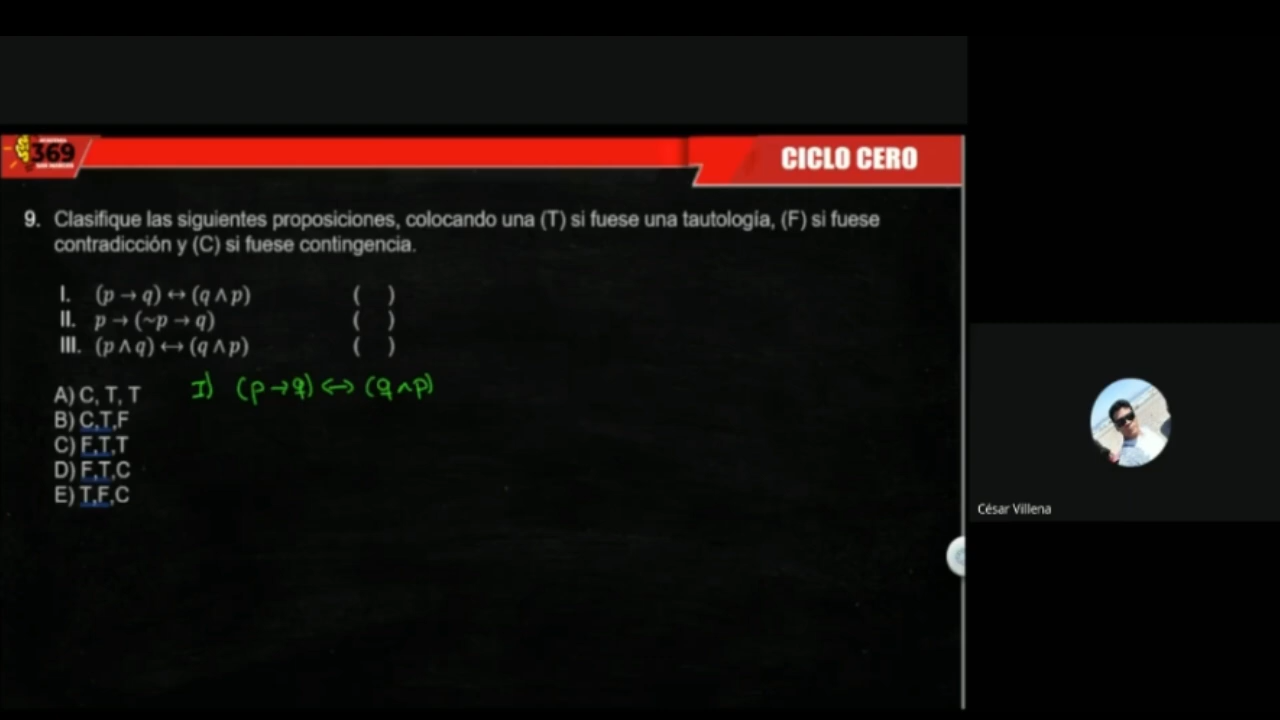 369
CICLO CERO
9. Clasifique las siguientes proposiciones, colocando una (T) si fuese una tautología, (F) si fuese
contradicción y (C) si fuese contingencia.
I. (p → q) ↔ (q ∧ p) ( )
II. p → (~p → q) ( )
III. (p ∧ q) ↔ (q ∧ p) ( )
A) C, T, T
I) (p → q) ↔ (q ∧ p)
B) C,T,F
C) F,T,T
D) F,T,C
E) T,F,C
César Villena